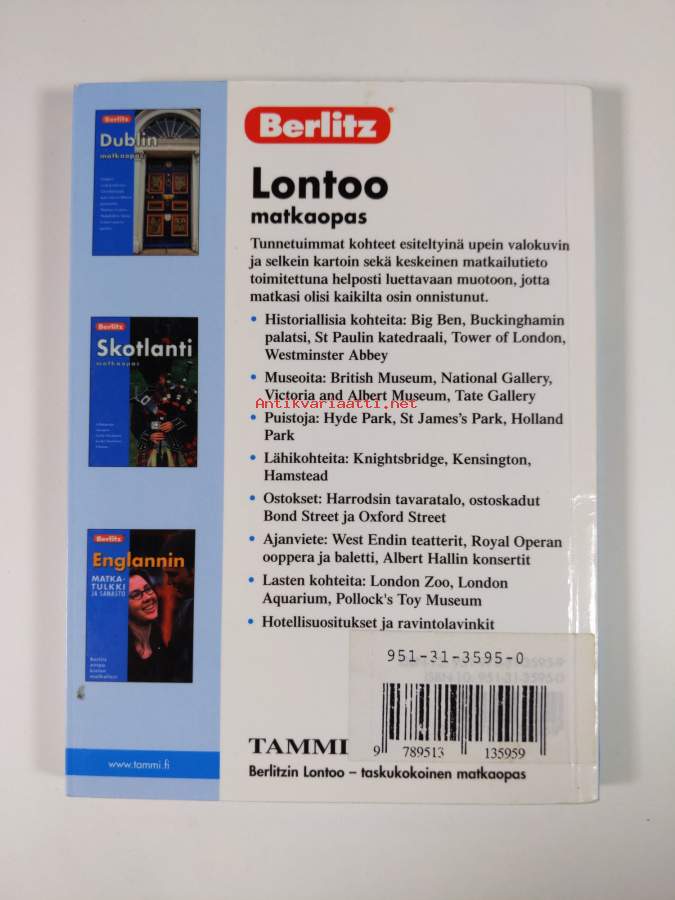 Berlitz
Dublin
matkaopas
Berlitz
Skotlanti
matkaopas
Berlitz
Englannin
MATKA-
TULKKI
JA SANASTO
www.tammi.fi
Berlitz®
Lontoo
matkaopas
Tunnetuimmat kohteet esiteltyinä upein valokuvin
ja selkein kartoin sekä keskeinen matkailutieto
toimitettuna helposti luettavaan muotoon, jotta
matkasi olisi kaikilta osin onnistunut.
• Historiallisia kohteita: Big Ben, Buckinghamin
palatsi, St Paulin katedraali, Tower of London,
Westminster Abbey
• Museoita: British Museum, National Gallery,
Victoria and Albert Museum, Tate Gallery
Antikvariaatti.net
• Puistoja: Hyde Park, St James's Park, Holland
Park
• Lähikohteita: Knightsbridge, Kensington,
Hamstead
• Ostokset: Harrodsin tavaratalo, ostoskadut
Bond Street ja Oxford Street
• Ajanviete: West Endin teatterit, Royal Operan
ooppera ja baletti, Albert Hallin konsertit
• Lasten kohteita: London Zoo, London
Aquarium, Pollock's Toy Museum
• Hotellisuositukset ja ravintolavinkit
951-31-3595-0
9 789513 135959
TAMMI
Berlitzin Lontoo – taskukokoinen matkaopas